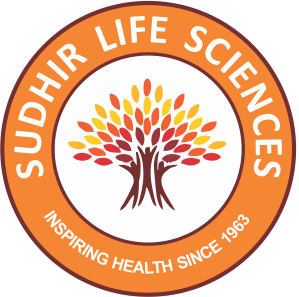 SUDHIR LIFE SCIENCES
INSPIRING HEALTH SINCE 1963